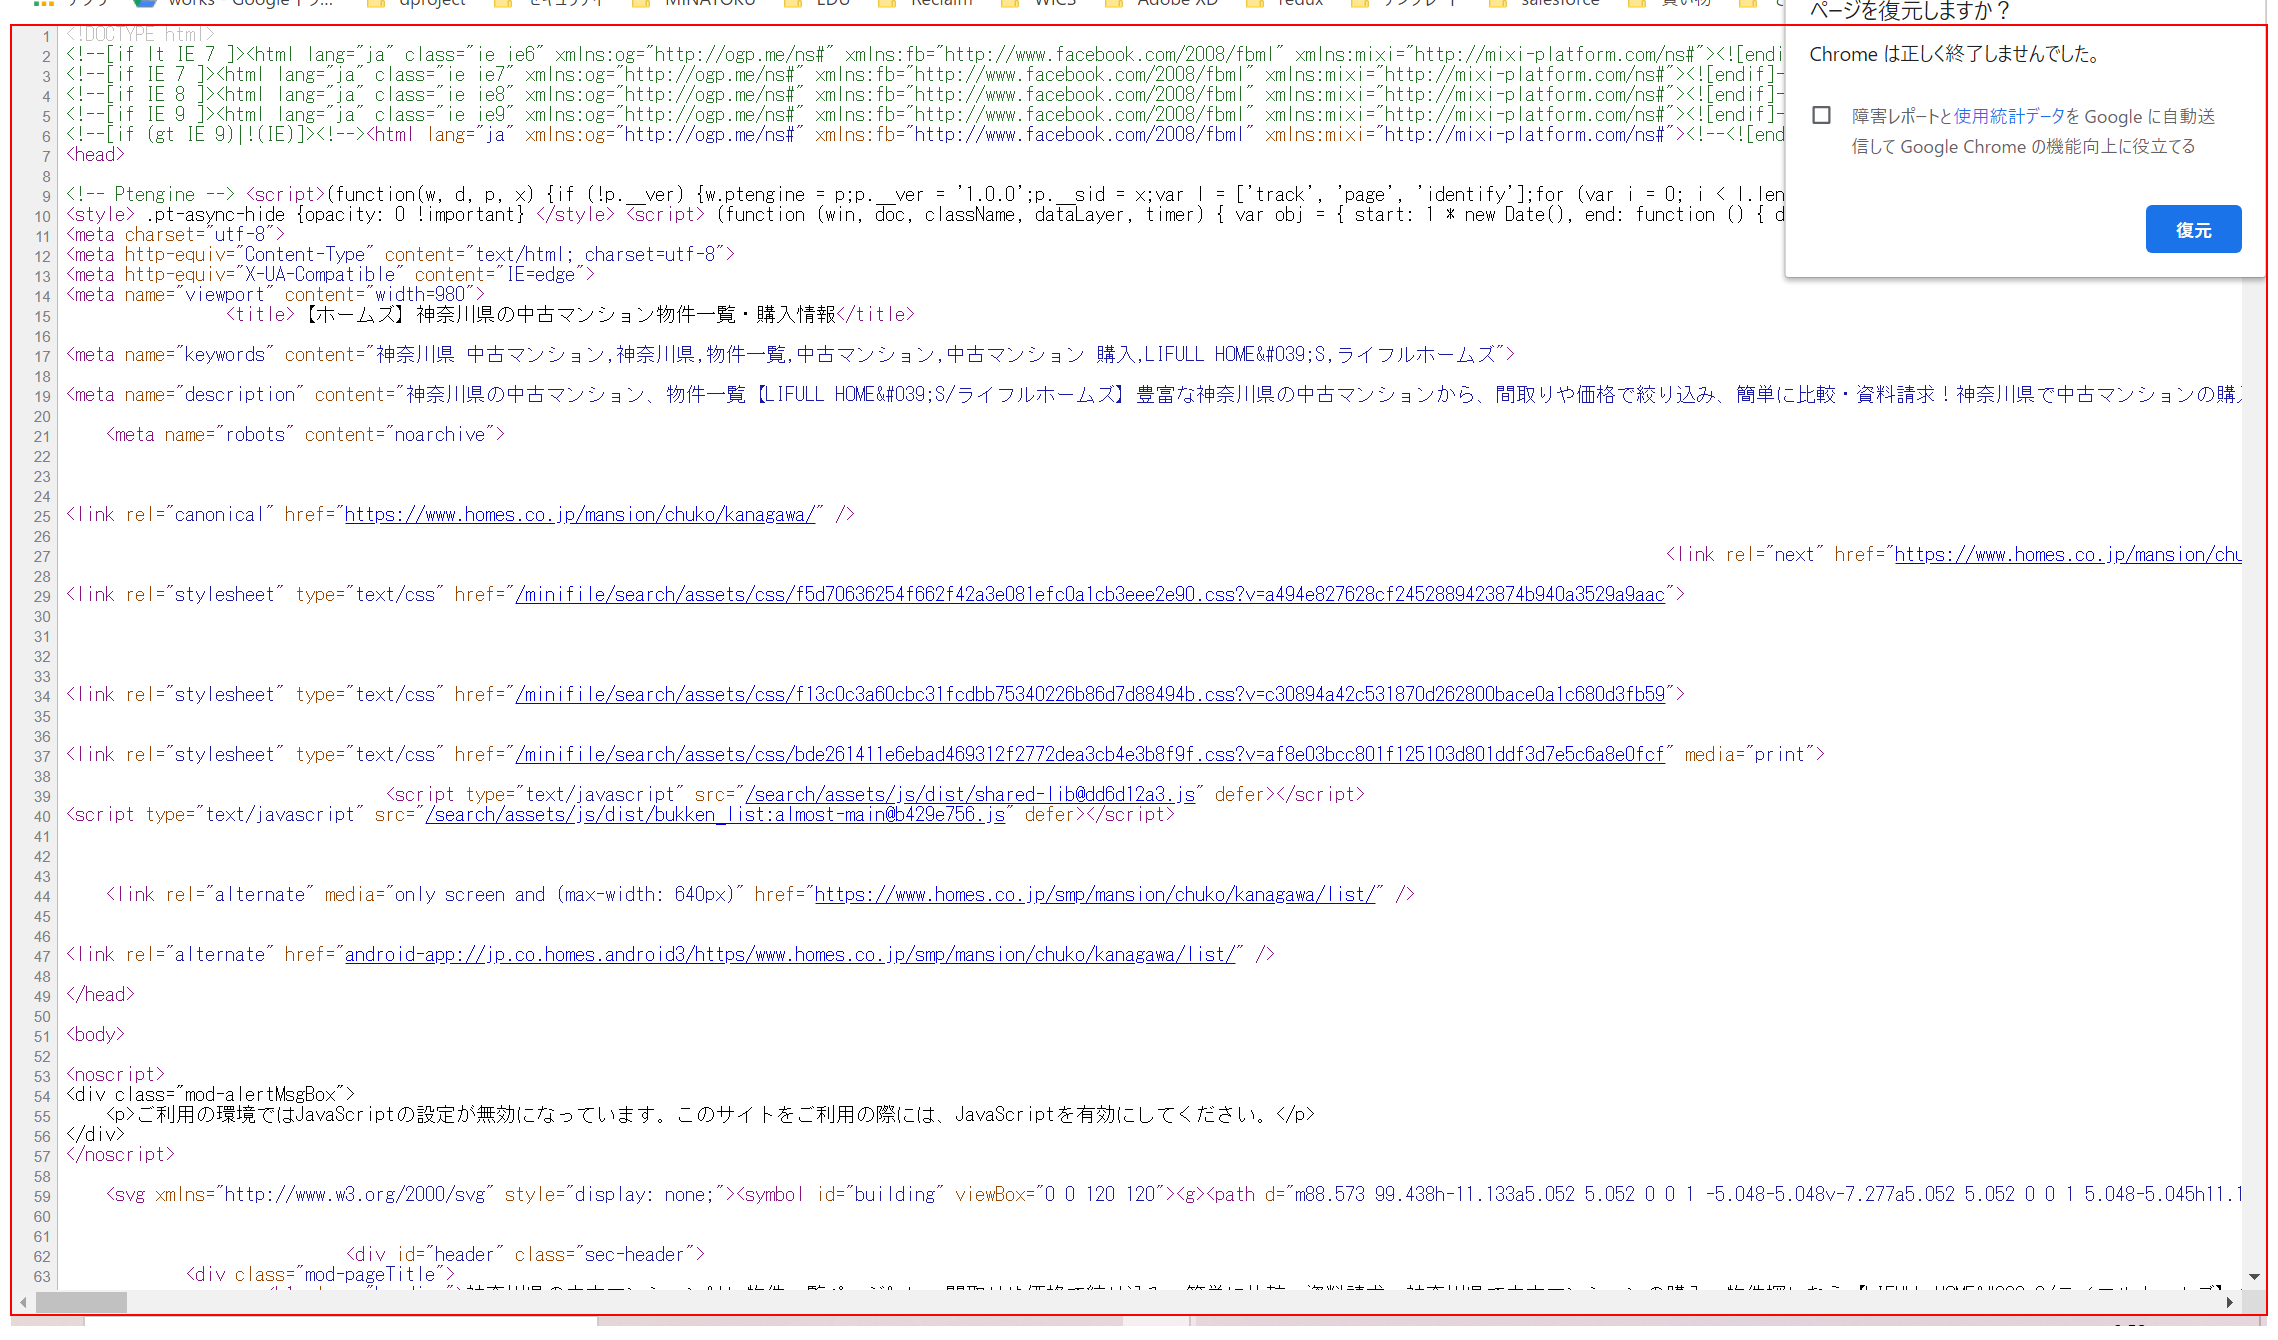 works - Google ドラ...
dproject
セキュリティ
MINATOKU
EDU
Reclaim
WICS
Adobe XD
redux
テンプレート
salesforce
買い物
ページを復元しますか？
Chrome は正しく終了しませんでした。
障害レポートと使用統計データを Google に自動送
信して Google Chrome の機能向上に役立てる
復元
1 <!DOCTYPE html>
2 <!--[if lt IE 7 ]><html lang="ja" class="ie ie6" xmlns:og="http://ogp.me/ns#" xmlns:fb="http://www.facebook.com/2008/fbml" xmlns:mixi="http://mixi-platform.com/ns#"><![endi
3 <!--[if IE 7 ]><html lang="ja" class="ie ie7" xmlns:og="http://ogp.me/ns#" xmlns:fb="http://www.facebook.com/2008/fbml" xmlns:mixi="http://mixi-platform.com/ns#"><![endif]-
4 <!--[if IE 8 ]><html lang="ja" class="ie ie8" xmlns:og="http://ogp.me/ns#" xmlns:fb="http://www.facebook.com/2008/fbml" xmlns:mixi="http://mixi-platform.com/ns#"><![endif]-
5 <!--[if IE 9 ]><html lang="ja" class="ie ie9" xmlns:og="http://ogp.me/ns#" xmlns:fb="http://www.facebook.com/2008/fbml" xmlns:mixi="http://mixi-platform.com/ns#"><![endif]-
6 <!--[if (gt IE 9)|!(IE)]><!--><html lang="ja" xmlns:og="http://ogp.me/ns#" xmlns:fb="http://www.facebook.com/2008/fbml" xmlns:mixi="http://mixi-platform.com/ns#"><!--<![end
7 <head>
8
9 <!-- Ptengine --> <script>(function(w, d, p, x) {if (!p.__ver) {w.ptengine = p;p.__ver = '1.0.0';p.__sid = x;var l = ['track', 'page', 'identify'];for (var i = 0; i < l.len
10 <style> .pt-async-hide {opacity: 0 !important} </style> <script> (function (win, doc, className, dataLayer, timer) { var obj = { start: 1 * new Date(), end: function () { d
11 <meta charset="utf-8">
12 <meta http-equiv="Content-Type" content="text/html; charset=utf-8">
13 <meta http-equiv="X-UA-Compatible" content="IE=edge">
14 <meta name="viewport" content="width=980">
15 <title>【ホームズ】神奈川県の中古マンション物件一覧・購入情報</title>
16
17 <meta name="keywords" content="神奈川県 中古マンション,神奈川県,物件一覧,中古マンション,中古マンション 購入,LIFULL HOME&#039;S,ライフルホームズ">
18
19 <meta name="description" content="神奈川県の中古マンション、物件一覧【LIFULL HOME&#039;S/ライフルホームズ】豊富な神奈川県の中古マンションから、間取りや価格で絞り込み、簡単に比較・資料請求！神奈川県で中古マンションの購入
20
21 <meta name="robots" content="noarchive">
22
23
24
25 <link rel="canonical" href="https://www.homes.co.jp/mansion/chuko/kanagawa/" />
26
27 <link rel="next" href="https://www.homes.co.jp/mansion/chu
28
29 <link rel="stylesheet" type="text/css" href="/minifile/search/assets/css/f5d70636254f662f42a3e081efc0a1cb3eee2e90.css?v=a494e827628cf2452889423874b940a3529a9aac">
30
31
32
33
34 <link rel="stylesheet" type="text/css" href="/minifile/search/assets/css/f13c0c3a60cbc31fcdbb75340226b86d7d88494b.css?v=c30894a42c531870d262800bace0a1c680d3fb59">
35
36
37 <link rel="stylesheet" type="text/css" href="/minifile/search/assets/css/bde261411e6ebad469312f2772dea3cb4e3b8f9f.css?v=af8e03bcc801f125103d801ddf3d7e5c6a8e0fcf" media="print">
38
39 <script type="text/javascript" src="/search/assets/js/dist/shared-lib@dd6d12a3.js" defer></script>
40 <script type="text/javascript" src="/search/assets/js/dist/bukken_list:almost-main@b429e756.js" defer></script>
41
42
43
44 <link rel="alternate" media="only screen and (max-width: 640px)" href="https://www.homes.co.jp/smp/mansion/chuko/kanagawa/list/" />
45
46
47 <link rel="alternate" href="android-app://jp.co.homes.android3/https/www.homes.co.jp/smp/mansion/chuko/kanagawa/list/" />
48
49 </head>
50
51 <body>
52
53 <noscript>
54 <div class="mod-alertMsgBox">
55 <p>ご利用の環境ではJavaScriptの設定が無効になっています。このサイトをご利用の際には、JavaScriptを有効にしてください。</p>
56 </div>
57 </noscript>
58
59 <svg xmlns="http://www.w3.org/2000/svg" style="display: none;"><symbol id="building" viewBox="0 0 120 120"><g><path d="m88.573 99.438h-11.133a5.052 5.052 0 0 1 -5.048-5.048v-7.277a5.052 5.052 0 0 1 5.048-5.045h11.1
60
61
62 <div id="header" class="sec-header">
63 <div class="mod-pageTitle">